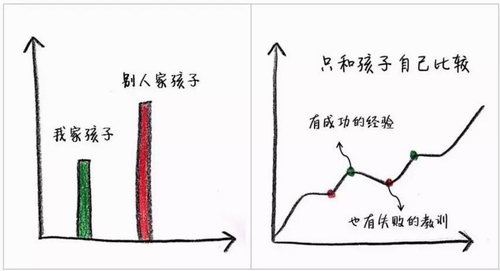 别人家孩子
我家孩子
只和孩子自己比较
有成功的经验
也有失败的教训